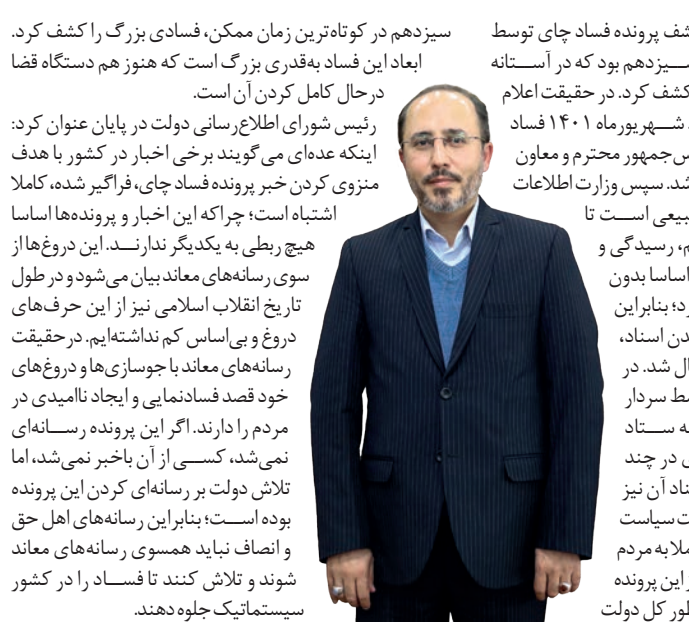 شف پرونده فساد چای توسط
سیزدهم بود که در آستانه
کشف کرد. در حقیقت اعلام
شهریورماه ۱۴۰۱ فساد
س‌جمهور محترم و معاون
شد. سپس وزارت اطلاعات
بیعی است تا
م، رسیدگی و
اساسا بدون
رد؛ بنابراین
دن اسناد،
ال شد. در
سط سردار
ه ستاد
ی در چند
ناد آن نیز
ت سیاست
ملا به مردم
ز این پرونده
طور کل دولت
سیزدهم در کوتاه‌ترین زمان ممکن، فسادی بزرگ را کشف کرد.
ابعاد این فساد به‌قدری بزرگ است که هنوز هم دستگاه قضا
درحال کامل کردن آن است.
رئیس شورای اطلاع‌رسانی دولت در پایان عنوان کرد:
اینکه عده‌ای می‌گویند برخی اخبار در کشور با هدف
منزوی کردن خبر پرونده فساد چای، فراگیر شده، کاملا
اشتباه است؛ چراکه این اخبار و پرونده‌ها اساسا
هیچ ربطی به یکدیگر ندارند. این دروغ‌ها از
سوی رسانه‌های معاند بیان می‌شود و در طول
تاریخ انقلاب اسلامی نیز از این حرف‌های
دروغ و بی‌اساس کم نداشته‌ایم. درحقیقت
رسانه‌های معاند با جوسازی‌ها و دروغ‌های
خود قصد فسادنمایی و ایجاد ناامیدی در
مردم را دارند. اگر این پرونده رسانه‌ای
نمی‌شد، کسی از آن باخبر نمی‌شد، اما
تلاش دولت بر رسانه‌ای کردن این پرونده
بوده است؛ بنابراین رسانه‌های اهل حق
و انصاف نباید همسوی رسانه‌های معاند
شوند و تلاش کنند تا فساد را در کشور
سیستماتیک جلوه دهند.